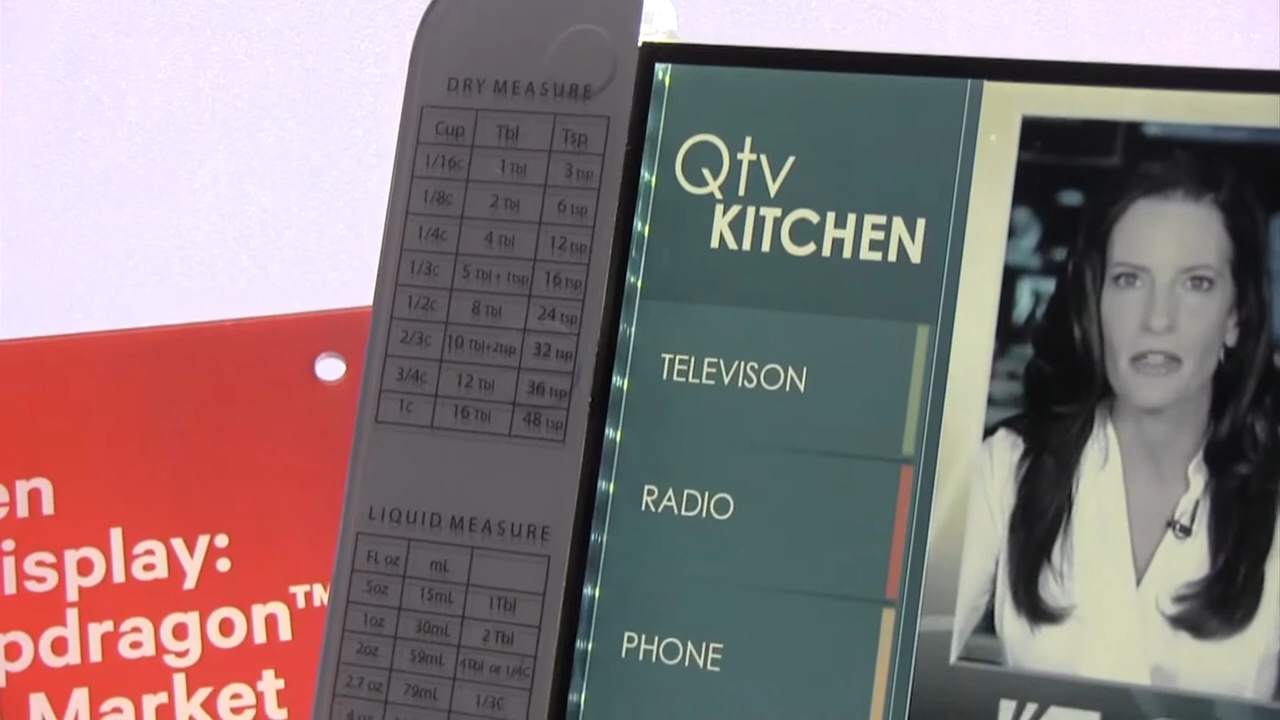 DRY MEASURE
Cup Tbl Tsp
1/16c 1 Tbl 3 tsp
1/8c 2 Tbl 6 tsp
1/4c 4 Tbl 12 tsp
1/3c 5 Tbl + 1tsp 16 tsp
1/2c 8 Tbl 24 tsp
2/3c 10 Tbl+2tsp 32 tsp
3/4c 12 Tbl 36 tsp
1c 16 Tbl 48 tsp
LIQUID MEASURE
FL oz mL
.5oz 15mL 1Tbl
1oz 30mL 2 Tbl
2oz 59mL 4Tbl or 1/4C
2.7 oz 79mL 1/3C
Qtv
KITCHEN
TELEVISON
RADIO
PHONE
en
isplay:
pdragon™
Market